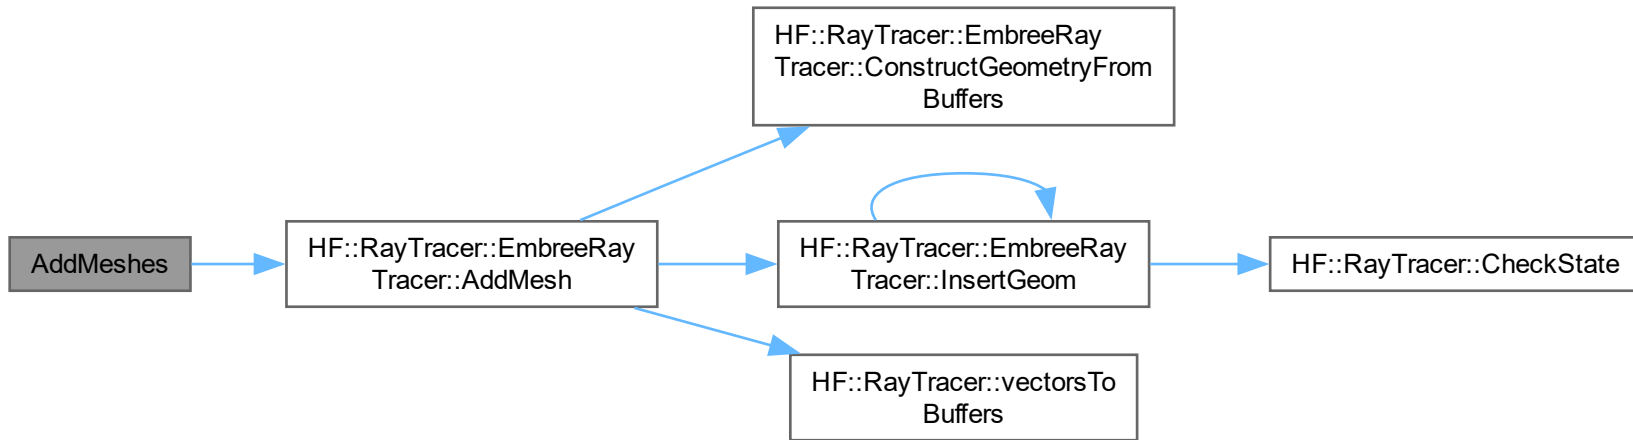 AddMeshes
HF::RayTracer::EmbreeRay
Tracer::AddMesh
HF::RayTracer::EmbreeRay
Tracer::ConstructGeometryFrom
Buffers
HF::RayTracer::EmbreeRay
Tracer::InsertGeom
HF::RayTracer::CheckState
HF::RayTracer::vectorsTo
Buffers